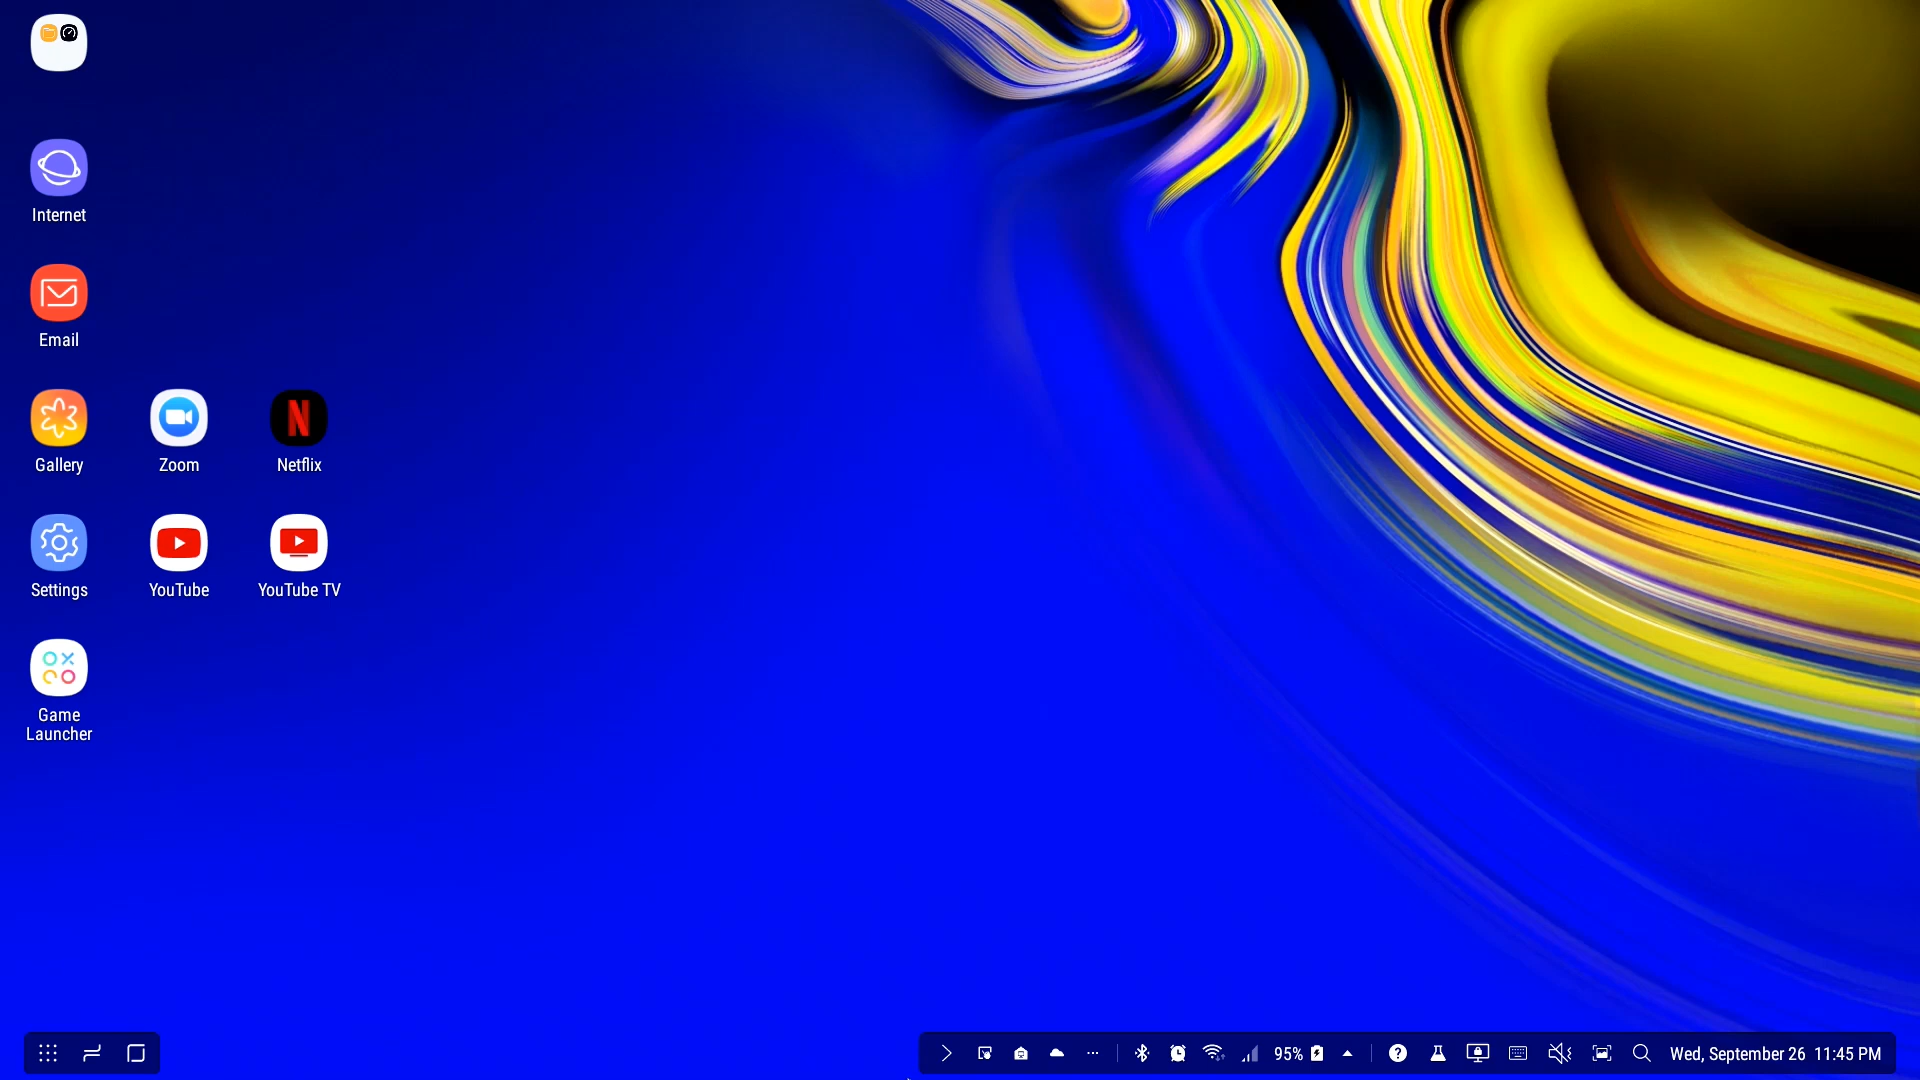 Internet
Email
Gallery
Zoom
Netflix
Settings
YouTube
YouTube TV
Game
Launcher
95%
Wed, September 26 11:45 PM